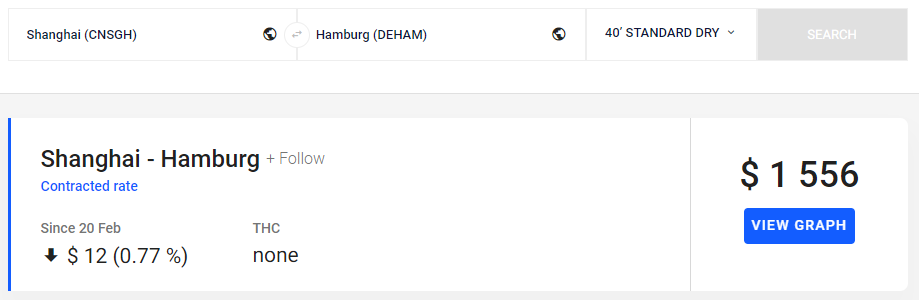 Shanghai (CNSGH) Hamburg (DEHAM) 40' STANDARD DRY SEARCH
Shanghai - Hamburg + Follow
Contracted rate
$ 1 556
VIEW GRAPH
Since 20 Feb THC
$ 12 (0.77 %) none